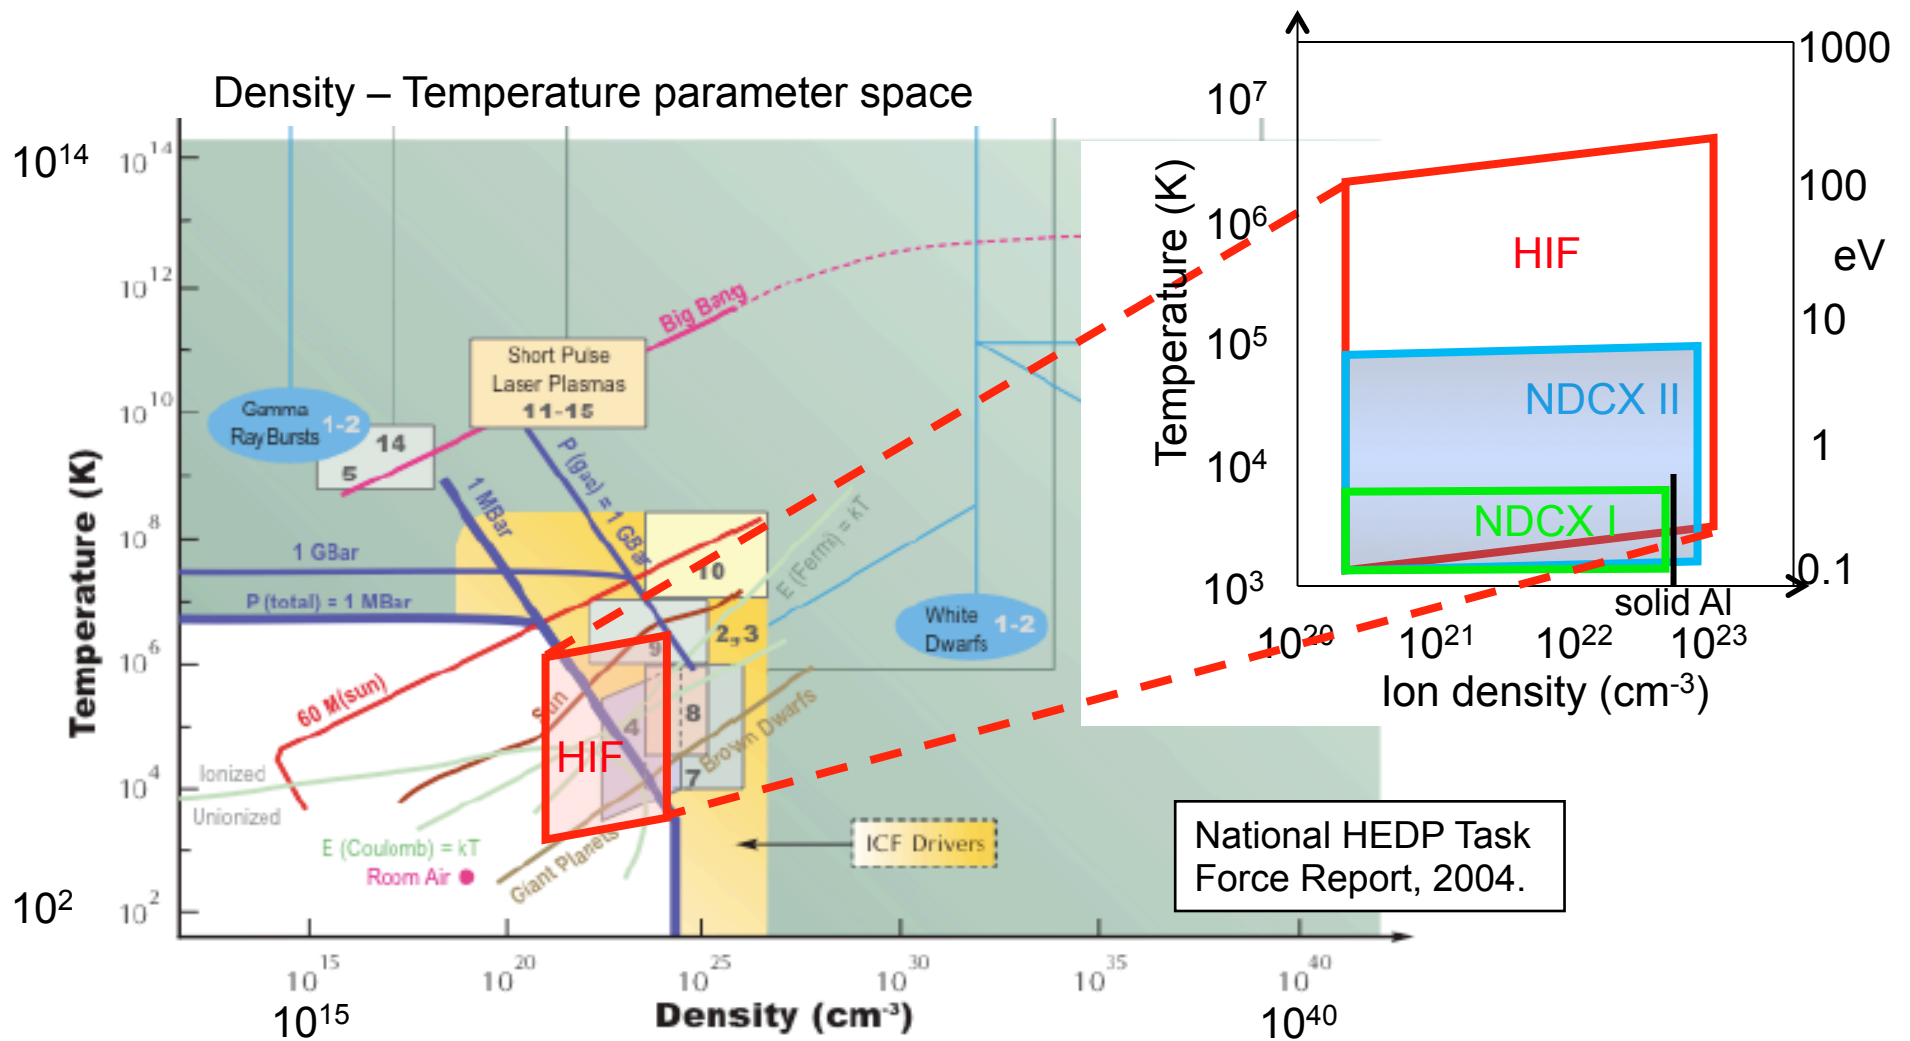 Density – Temperature parameter space
10¹⁴
10¹⁴
10¹²
10¹⁰
10⁸
10⁶
10⁴
10²
10²
Temperature (K)
Gamma
Ray Bursts
1-2
14
5
Short Pulse
Laser Plasmas
11-15
Big Bang
1 MBar
P (gas) = 1 GBar
1 GBar
P (total) = 1 MBar
10
E (Fermi) = kT
2,3
9
White
Dwarfs
1-2
60 M(sun)
Sun
4
8
7
HIF
Brown Dwarfs
Ionized
Unionized
E (Coulomb) = kT
Room Air
Giant Planets
ICF Drivers
10¹⁵
10²⁰
10²⁵
10³⁰
10³⁵
10⁴⁰
10¹⁵
Density (cm⁻³)
10⁴⁰
National HEDP Task
Force Report, 2004.
10⁷
10⁶
10⁵
10⁴
10³
Temperature (K)
1000
100
eV
10
1
0.1
HIF
NDCX II
NDCX I
solid Al
10²⁰
10²¹
10²²
10²³
Ion density (cm⁻³)